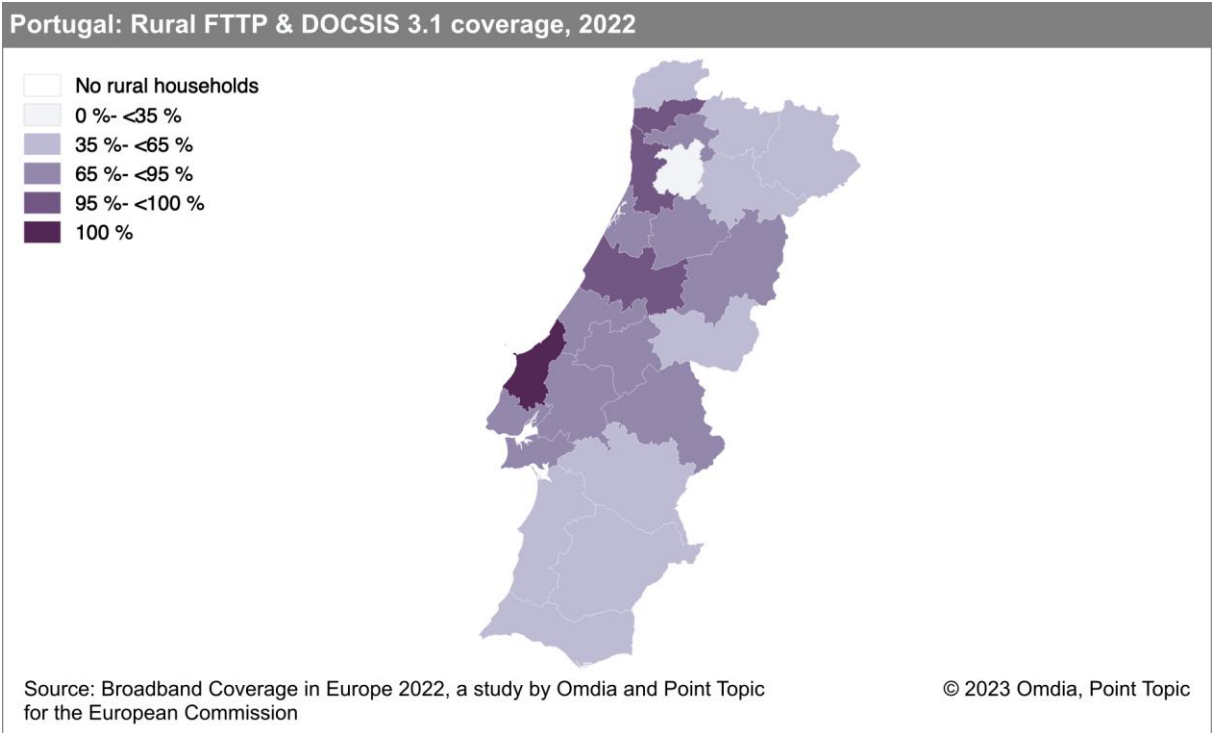 Portugal: Rural FTTP & DOCSIS 3.1 coverage, 2022
No rural households
0 %- <35 %
35 %- <65 %
65 %- <95 %
95 %- <100 %
100 %
Source: Broadband Coverage in Europe 2022, a study by Omdia and Point Topic
for the European Commission
© 2023 Omdia, Point Topic